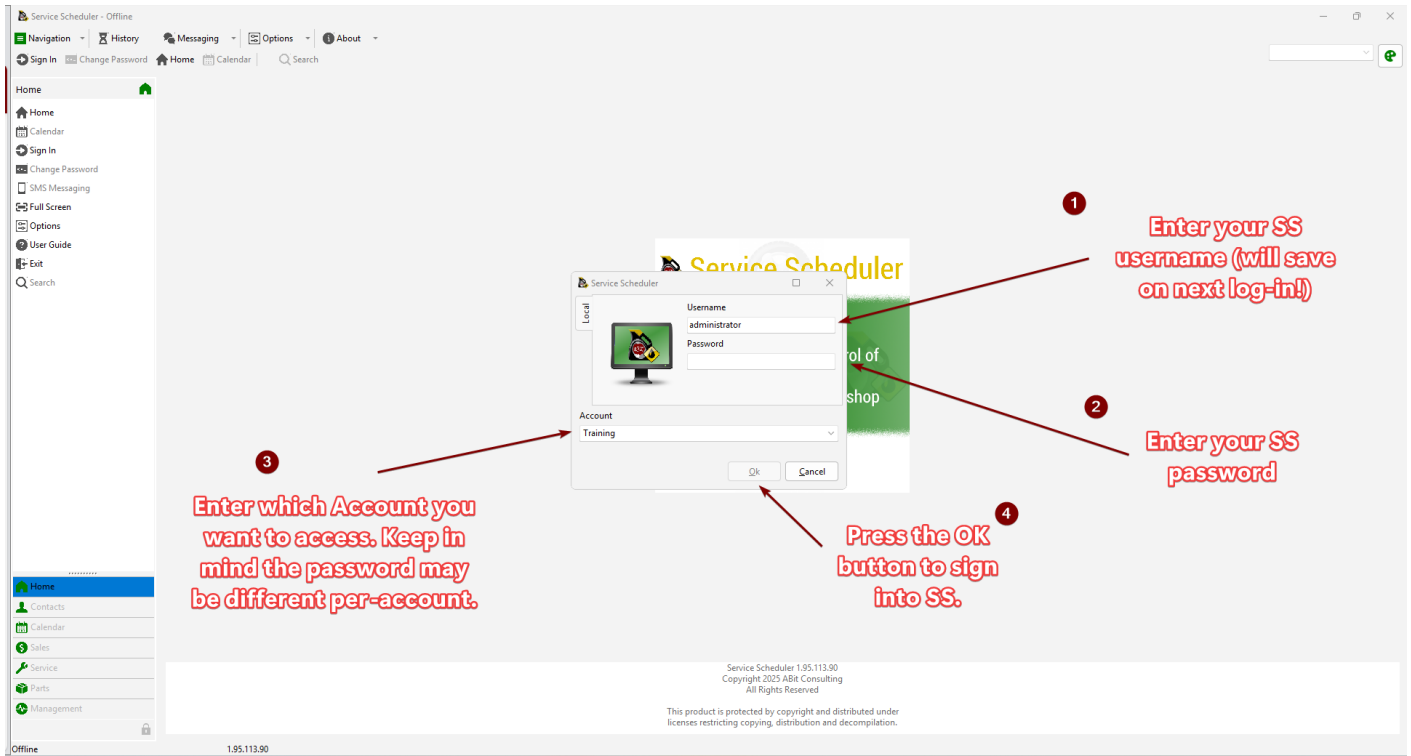 Service Scheduler - Offline
Navigation History Messaging Options About
Sign In Change Password Home Calendar Search
Home
Home
Calendar
Sign In
Change Password
SMS Messaging
Full Screen
Options
User Guide
Exit
Search
1
Enter your SS
username (will save
on next log-in!)
Service Scheduler
Service Scheduler
Local
Username
administrator
Password
rol of
shop
2
Enter your SS
password
Account
Training
Ok Cancel
3
Enter which Account you
want to access. Keep in
mind the password may
be different per-account.
4
Press the OK
button to sign
into SS.
Home
Contacts
Calendar
Sales
Service
Parts
Management
Service Scheduler 1.95.113.90
Copyright 2025 ABit Consulting
All Rights Reserved
This product is protected by copyright and distributed under
licenses restricting copying, distribution and decompilation.
Offline 1.95.113.90